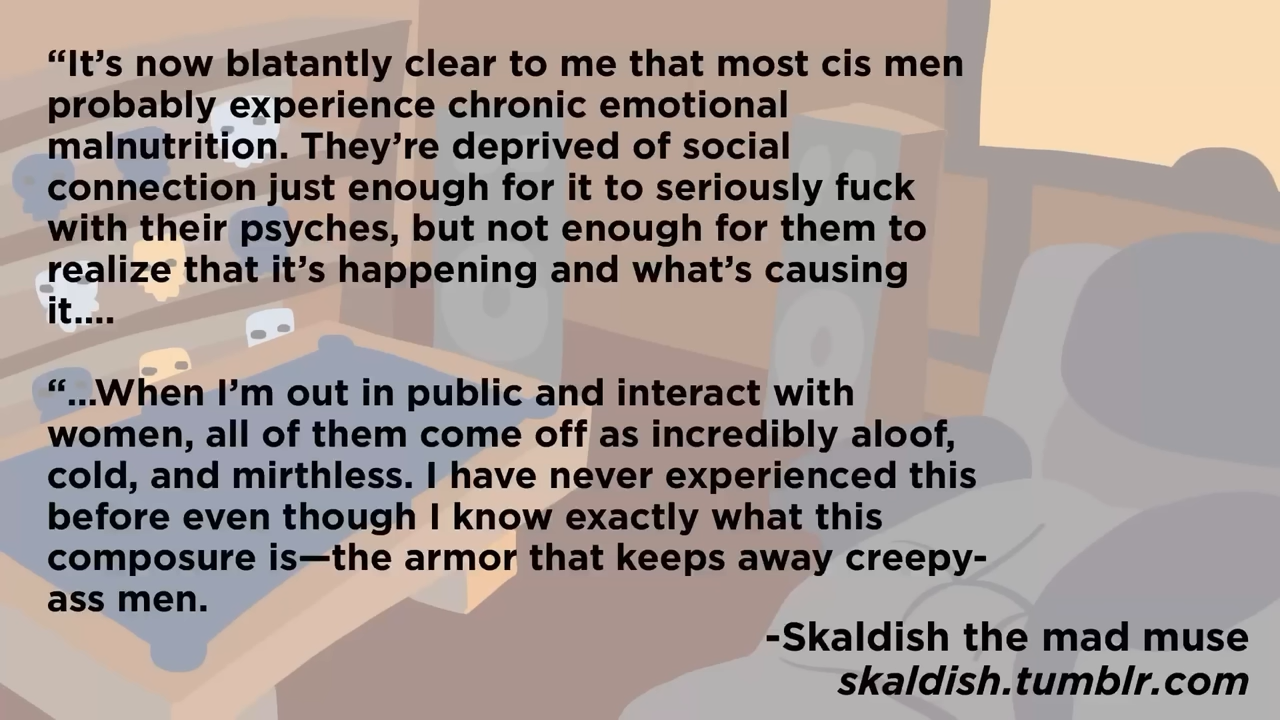 “It’s now blatantly clear to me that most cis men
probably experience chronic emotional
malnutrition. They’re deprived of social
connection just enough for it to seriously fuck
with their psyches, but not enough for them to
realize that it’s happening and what’s causing
it....
“...When I’m out in public and interact with
women, all of them come off as incredibly aloof,
cold, and mirthless. I have never experienced this
before even though I know exactly what this
composure is—the armor that keeps away creepy-
ass men.
-Skaldish the mad muse
skaldish.tumblr.com